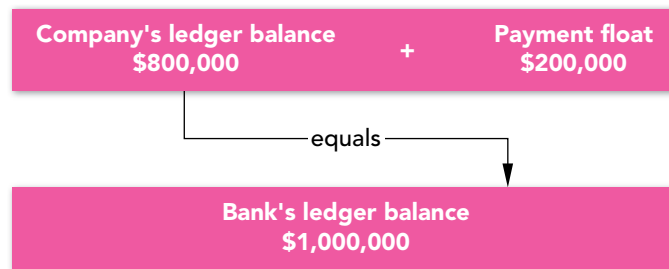 Company's ledger balance
$800,000
+
Payment float
$200,000
equals
Bank's ledger balance
$1,000,000